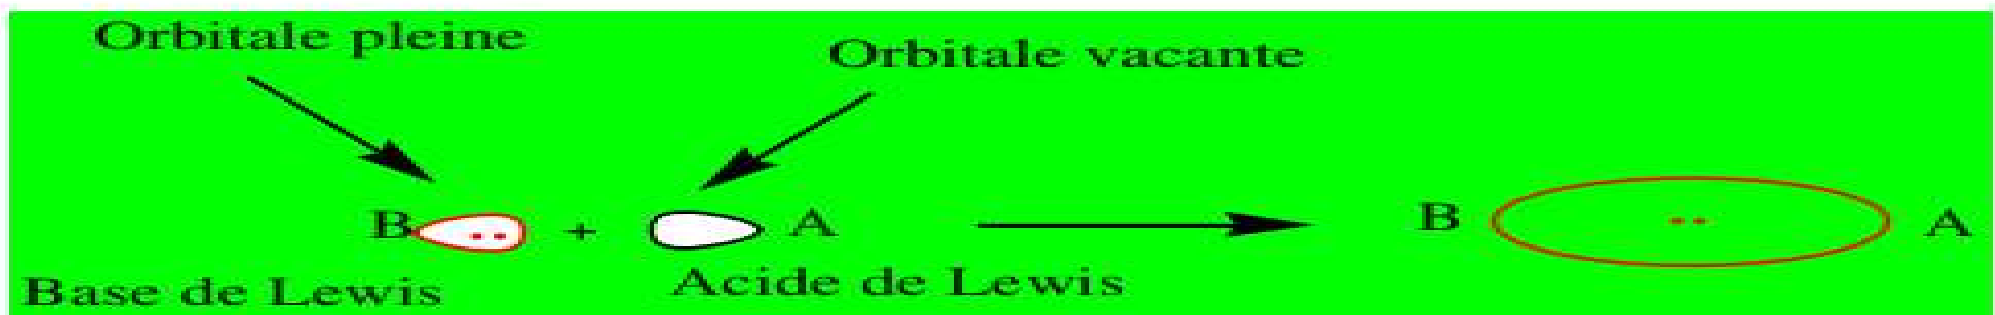 Orbitale pleine
Orbitale vacante
B + A B A
Base de Lewis
Acide de Lewis